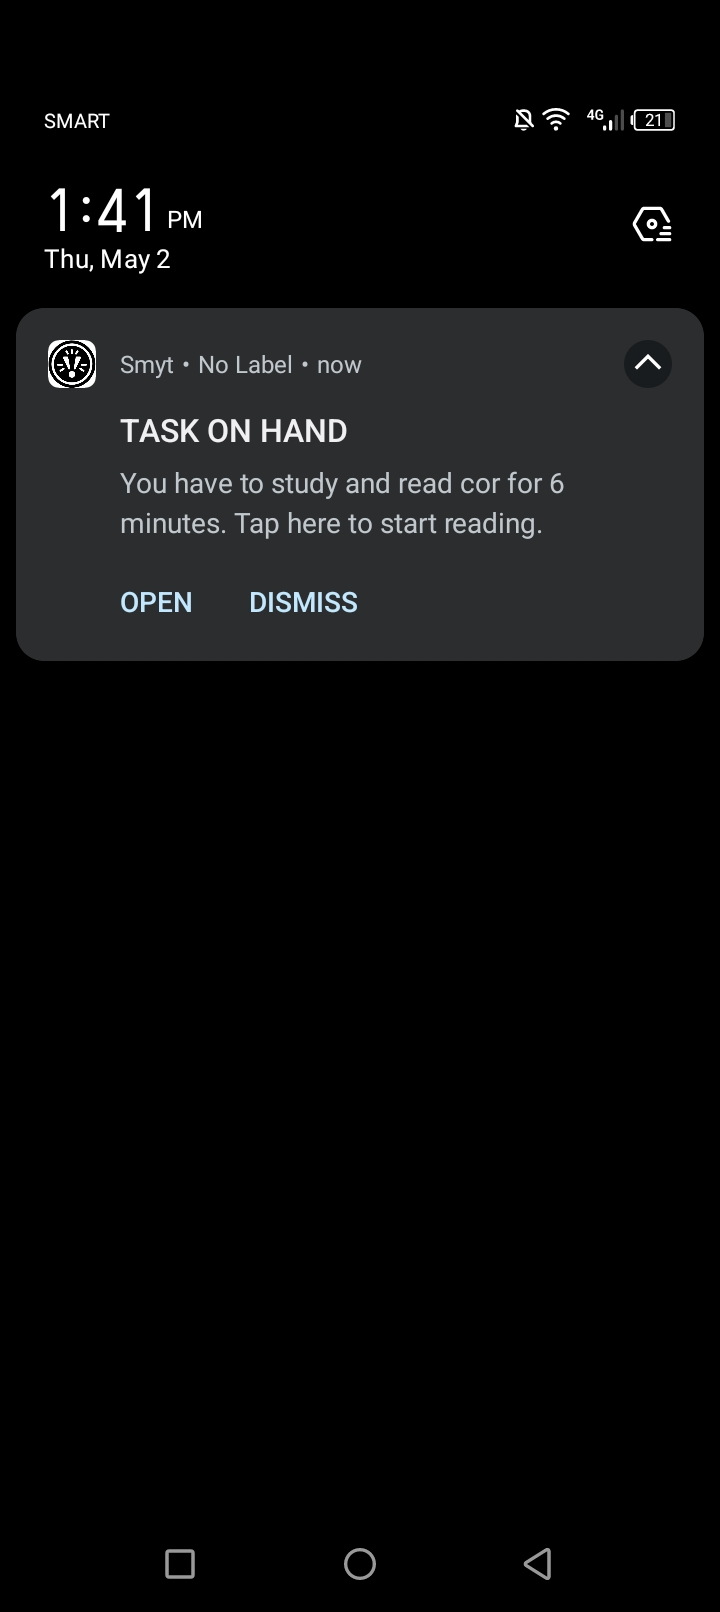 SMART 4G 21
1:41 PM
Thu, May 2
Smyt • No Label • now
TASK ON HAND
You have to study and read cor for 6
minutes. Tap here to start reading.
OPEN DISMISS